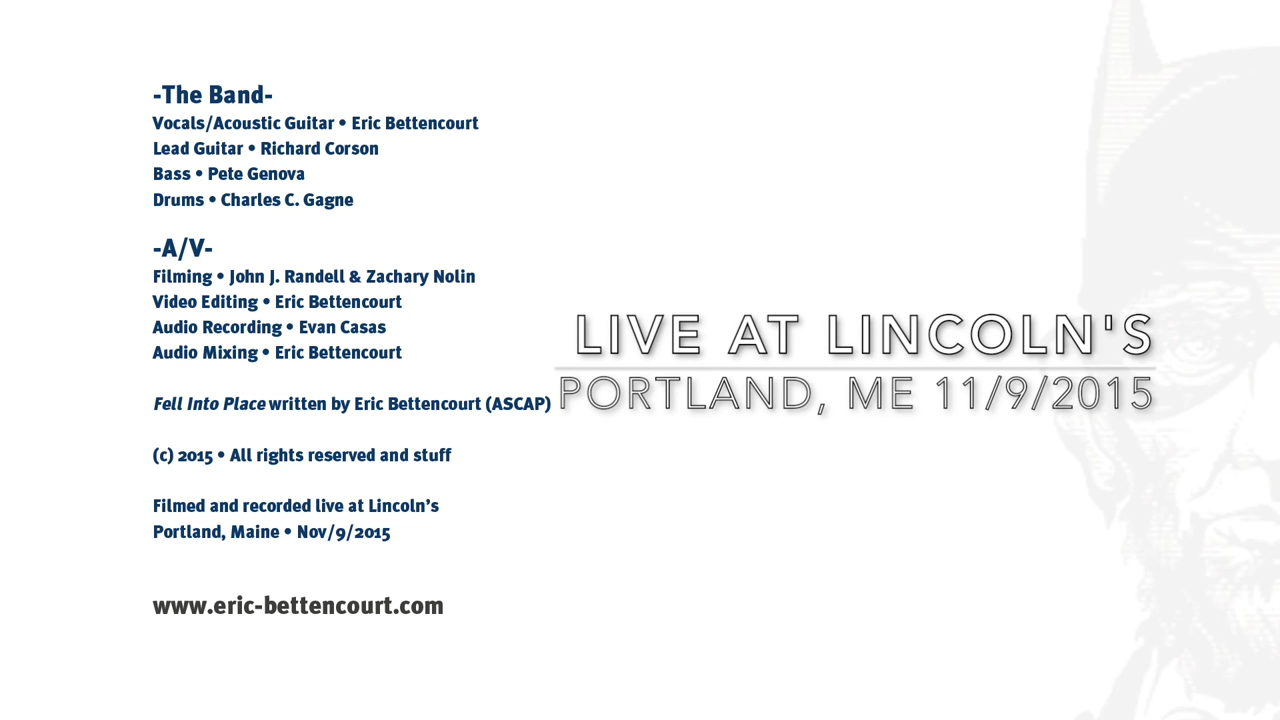 -The Band-
Vocals/Acoustic Guitar • Eric Bettencourt
Lead Guitar • Richard Corson
Bass • Pete Genova
Drums • Charles C. Gagne
-A/V-
Filming • John J. Randell & Zachary Nolin
Video Editing • Eric Bettencourt
Audio Recording • Evan Casas
Audio Mixing • Eric Bettencourt
Fell Into Place written by Eric Bettencourt (ASCAP)
(c) 2015 • All rights reserved and stuff
Filmed and recorded live at Lincoln’s
Portland, Maine • Nov/9/2015
www.eric-bettencourt.com
LIVE AT LINCOLN'S
PORTLAND, ME 11/9/2015